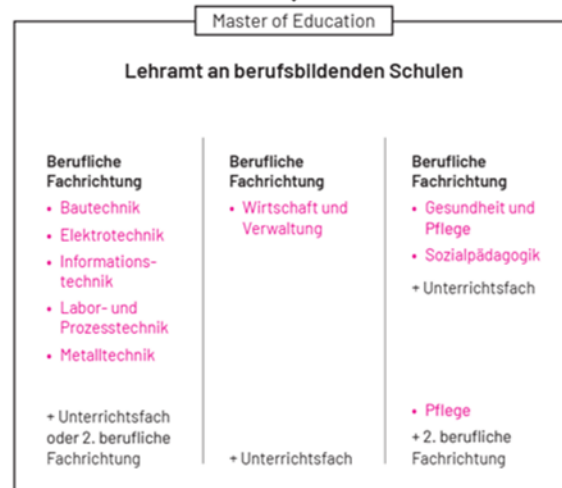 Master of Education
Lehramt an berufsbildenden Schulen
Berufliche
Fachrichtung
• Bautechnik
• Elektrotechnik
• Informations-
technik
• Labor- und
Prozesstechnik
• Metalltechnik
+ Unterrichtsfach
oder 2. berufliche
Fachrichtung
Berufliche
Fachrichtung
• Wirtschaft und
Verwaltung
+ Unterrichtsfach
Berufliche
Fachrichtung
• Gesundheit und
Pflege
• Sozialpädagogik
+ Unterrichtsfach
• Pflege
+ 2. berufliche
Fachrichtung